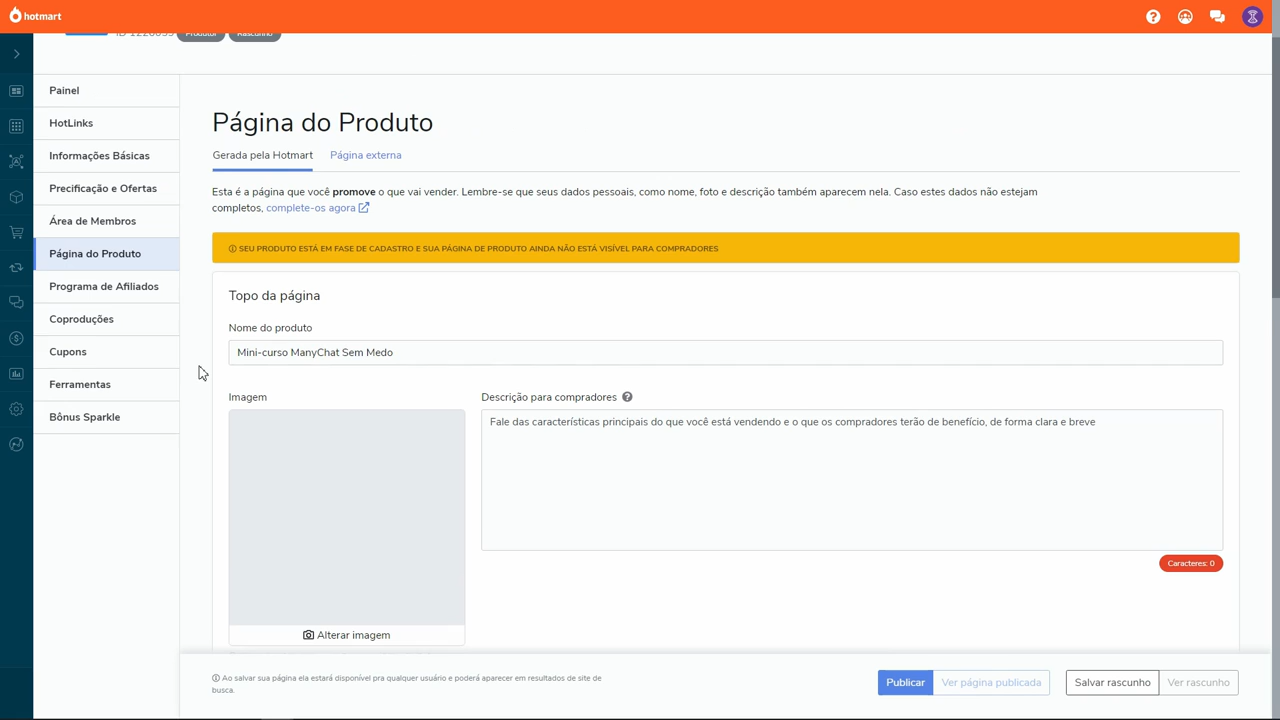 hotmart
Produtor
Rascunho
Painel
HotLinks
Informações Básicas
Precificação e Ofertas
Área de Membros
Página do Produto
Programa de Afiliados
Coproduções
Cupons
Ferramentas
Bônus Sparkle
Página do Produto
Gerada pela Hotmart
Página externa
Esta é a página que você promove o que vai vender. Lembre-se que seus dados pessoais, como nome, foto e descrição também aparecem nela. Caso estes dados não estejam
completos, complete-os agora
SEU PRODUTO ESTÁ EM FASE DE CADASTRO E SUA PÁGINA DE PRODUTO AINDA NÃO ESTÁ VISÍVEL PARA COMPRADORES
Topo da página
Nome do produto
Mini-curso ManyChat Sem Medo
Imagem
Alterar imagem
Descrição para compradores
Fale das características principais do que você está vendendo e o que os compradores terão de benefício, de forma clara e breve
Caracteres: 0
Ao salvar sua página ela estará disponível pra qualquer usuário e poderá aparecer em resultados de site de
busca.
Publicar
Ver página publicada
Salvar rascunho
Ver rascunho